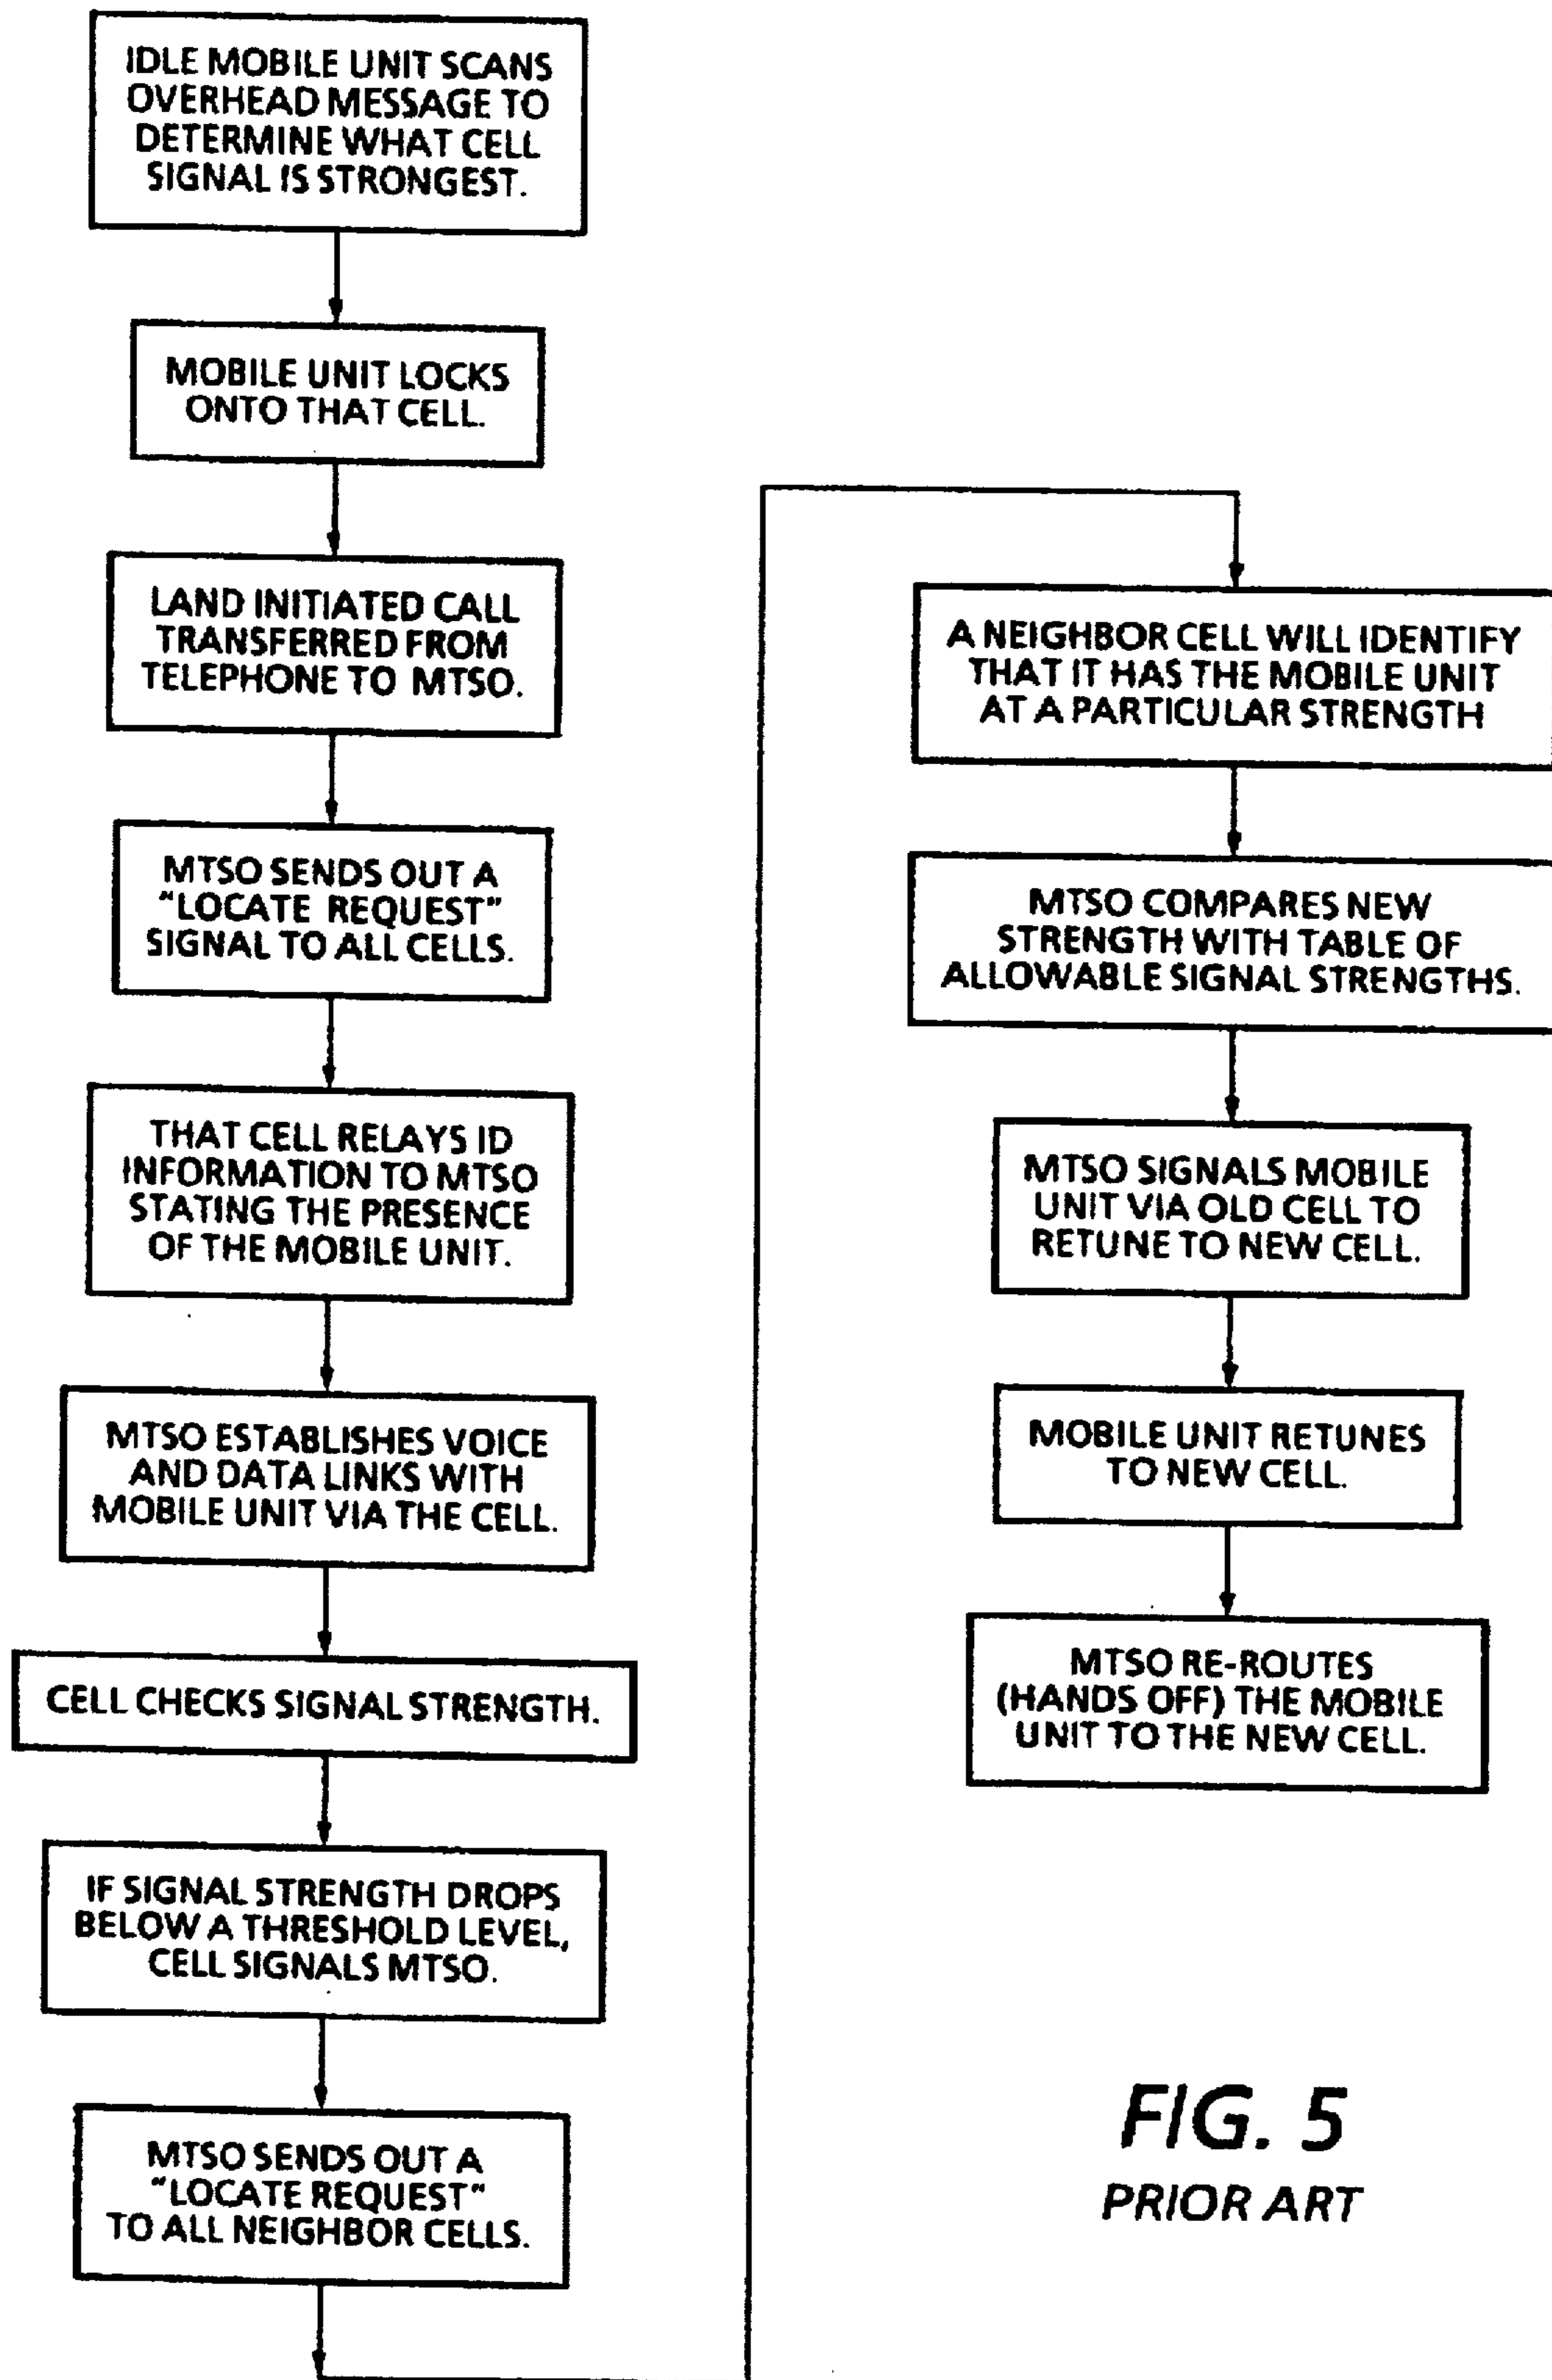 IDLE MOBILE UNIT SCANS
OVERHEAD MESSAGE TO
DETERMINE WHAT CELL
SIGNAL IS STRONGEST.
MOBILE UNIT LOCKS
ONTO THAT CELL.
LAND INITIATED CALL
TRANSFERRED FROM
TELEPHONE TO MTSO.
MTSO SENDS OUT A
"LOCATE REQUEST"
SIGNAL TO ALL CELLS.
THAT CELL RELAYS ID
INFORMATION TO MTSO
STATING THE PRESENCE
OF THE MOBILE UNIT.
MTSO ESTABLISHES VOICE
AND DATA LINKS WITH
MOBILE UNIT VIA THE CELL.
CELL CHECKS SIGNAL STRENGTH.
IF SIGNAL STRENGTH DROPS
BELOW A THRESHOLD LEVEL,
CELL SIGNALS MTSO.
MTSO SENDS OUT A
"LOCATE REQUEST"
TO ALL NEIGHBOR CELLS.
A NEIGHBOR CELL WILL IDENTIFY
THAT IT HAS THE MOBILE UNIT
AT A PARTICULAR STRENGTH
MTSO COMPARES NEW
STRENGTH WITH TABLE OF
ALLOWABLE SIGNAL STRENGTHS.
MTSO SIGNALS MOBILE
UNIT VIA OLD CELL TO
RETUNE TO NEW CELL.
MOBILE UNIT RETUNES
TO NEW CELL.
MTSO RE-ROUTES
(HANDS OFF) THE MOBILE
UNIT TO THE NEW CELL.
FIG. 5
PRIOR ART